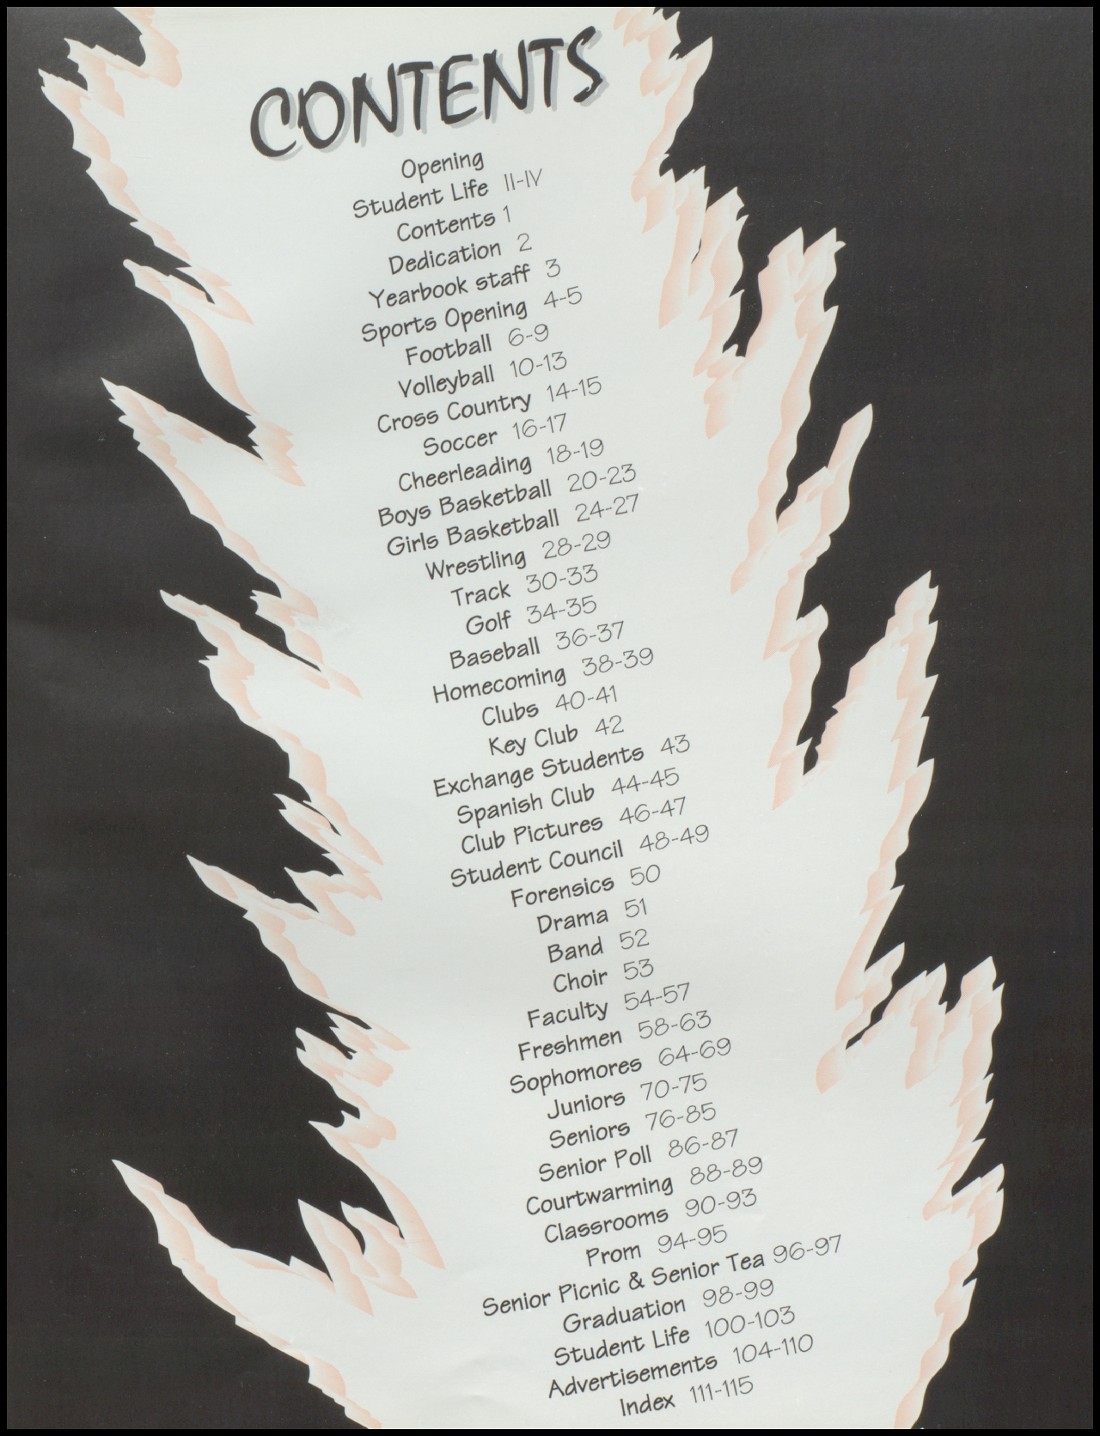 CONTENTS
Opening
Student Life II-IV
Contents 1
Dedication 2
Yearbook staff 3
Sports Opening 4-5
Football 6-9
Volleyball 10-13
Cross Country 14-15
Soccer 16-17
Cheerleading 18-19
Boys Basketball 20-23
Girls Basketball 24-27
Wrestling 28-29
Track 30-33
Golf 34-35
Baseball 36-37
Homecoming 38-39
Clubs 40-41
Key Club 42
Exchange Students 43
Spanish Club 44-45
Club Pictures 46-47
Student Council 48-49
Forensics 50
Drama 51
Band 52
Choir 53
Faculty 54-57
Freshmen 58-63
Sophomores 64-69
Juniors 70-75
Seniors 76-85
Senior Poll 86-87
Courtwarming 88-89
Classrooms 90-93
Prom 94-95
Senior Picnic & Senior Tea 96-97
Graduation 98-99
Student Life 100-103
Advertisements 104-110
Index 111-115